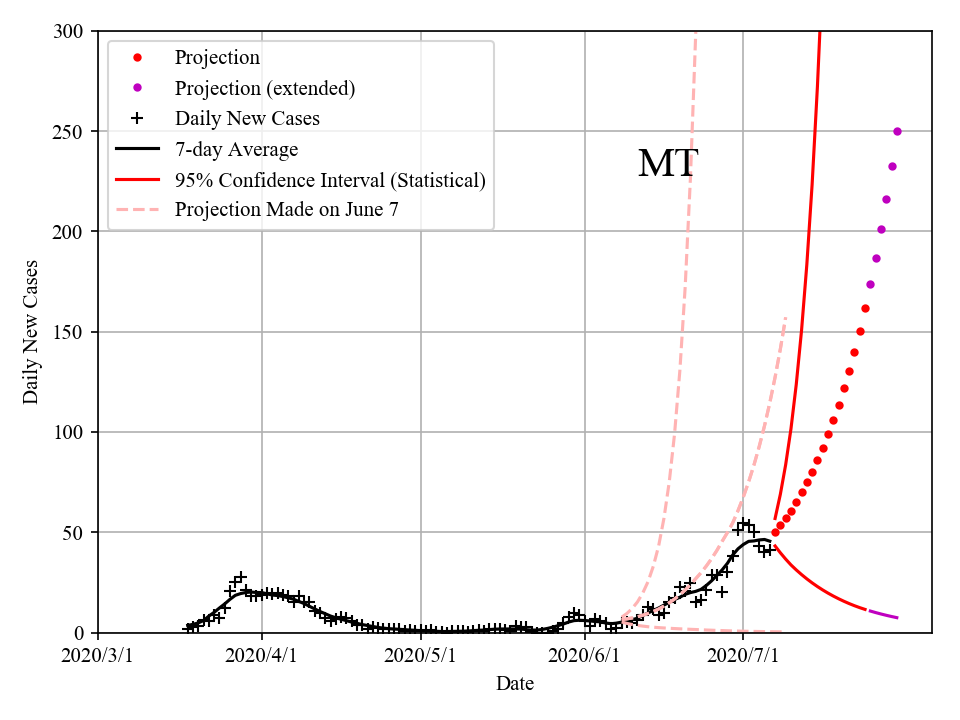 300
250
200
150
100
50
0
Daily New Cases
Projection
Projection (extended)
Daily New Cases
7-day Average
95% Confidence Interval (Statistical)
Projection Made on June 7
MT
2020/3/1 2020/4/1 2020/5/1 2020/6/1 2020/7/1
Date